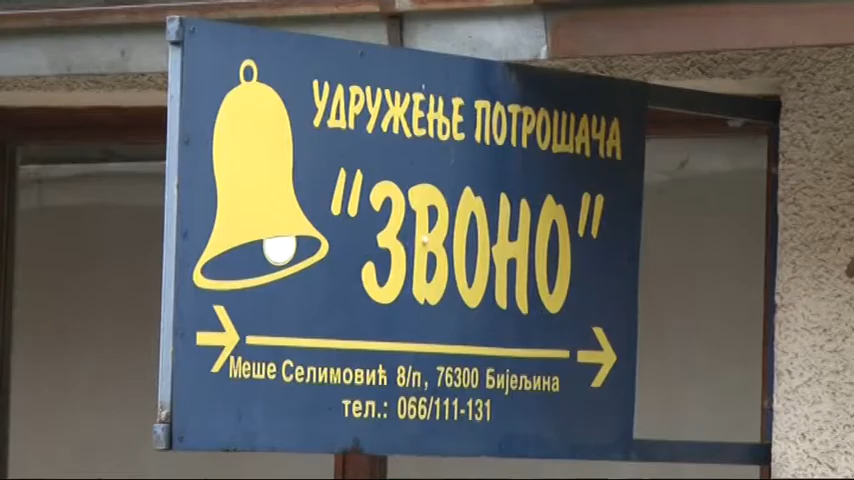 УДРУЖЕЊЕ ПОТРОШАЧА
"ЗВОНО"
Меше Селимовић 8/п, 76300 Бијељина
тел.: 066/111-131